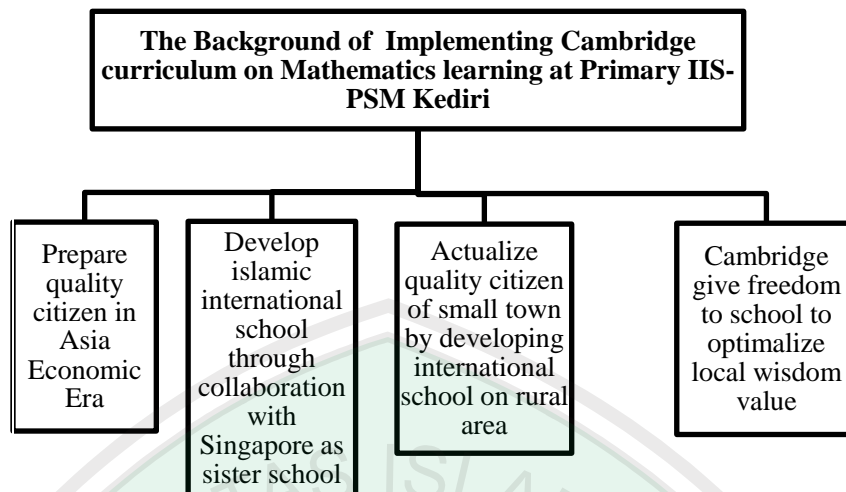 The Background of Implementing Cambridge
curriculum on Mathematics learning at Primary IIS-
PSM Kediri
Prepare
quality
citizen in
Asia
Economic
Era
Develop
islamic
international
school
through
collaboration
with
Singapore as
sister school
Actualize
quality citizen
of small town
by developing
international
school on rural
area
Cambridge
give freedom
to school to
optimalize
local wisdom
value